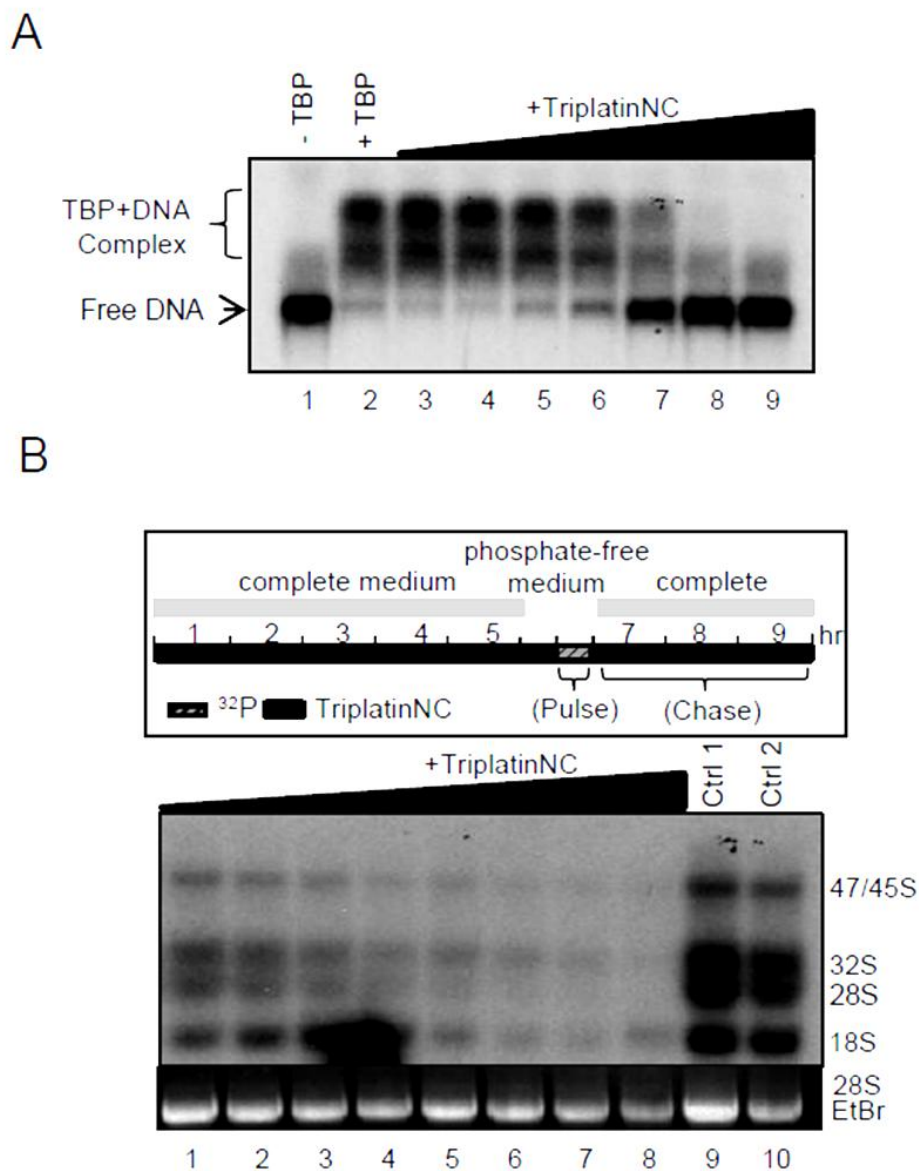 A
- TBP
+ TBP
+TriplatinNC
TBP+DNA
Complex
Free DNA
1 2 3 4 5 6 7 8 9
B
phosphate-free
complete medium medium complete
1 2 3 4 5 7 8 9 hr
32P TriplatinNC (Pulse) (Chase)
+TriplatinNC
Ctrl 1
Ctrl 2
47/45S
32S
28S
18S
28S
EtBr
1 2 3 4 5 6 7 8 9 10